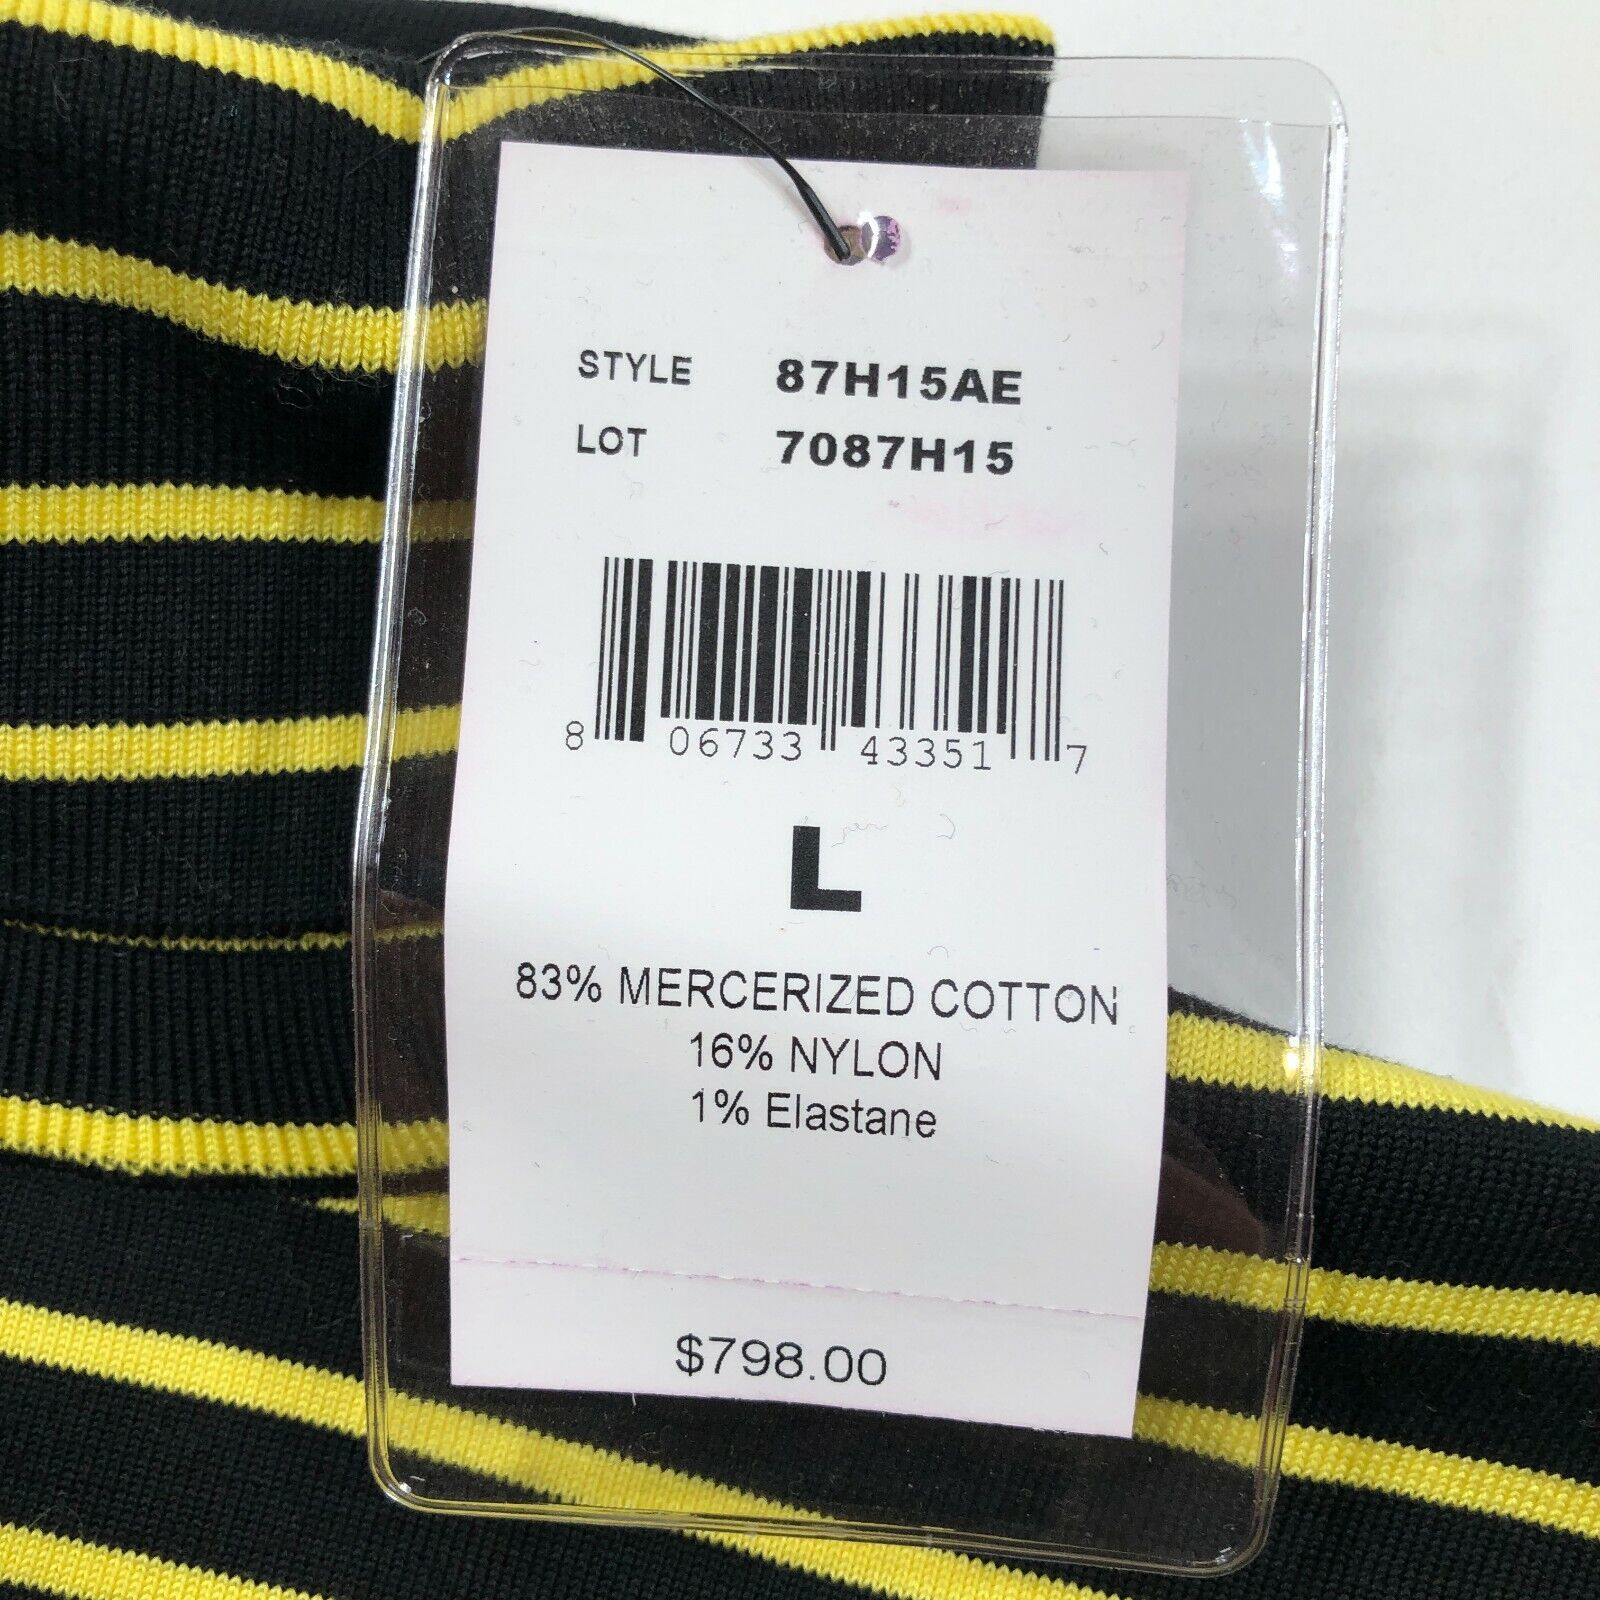 STYLE 87H15AE
LOT 7087H15
8 06733 43351 7
L
83% MERCERIZED COTTON
16% NYLON
1% Elastane
$798.00